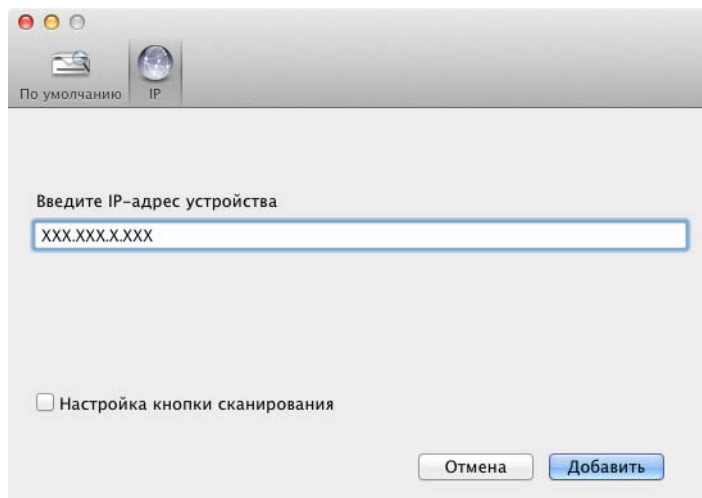 По умолчанию
IP
Введите IP-адрес устройства
XXX.XXX.X.XXX
Настройка кнопки сканирования
Отмена
Добавить